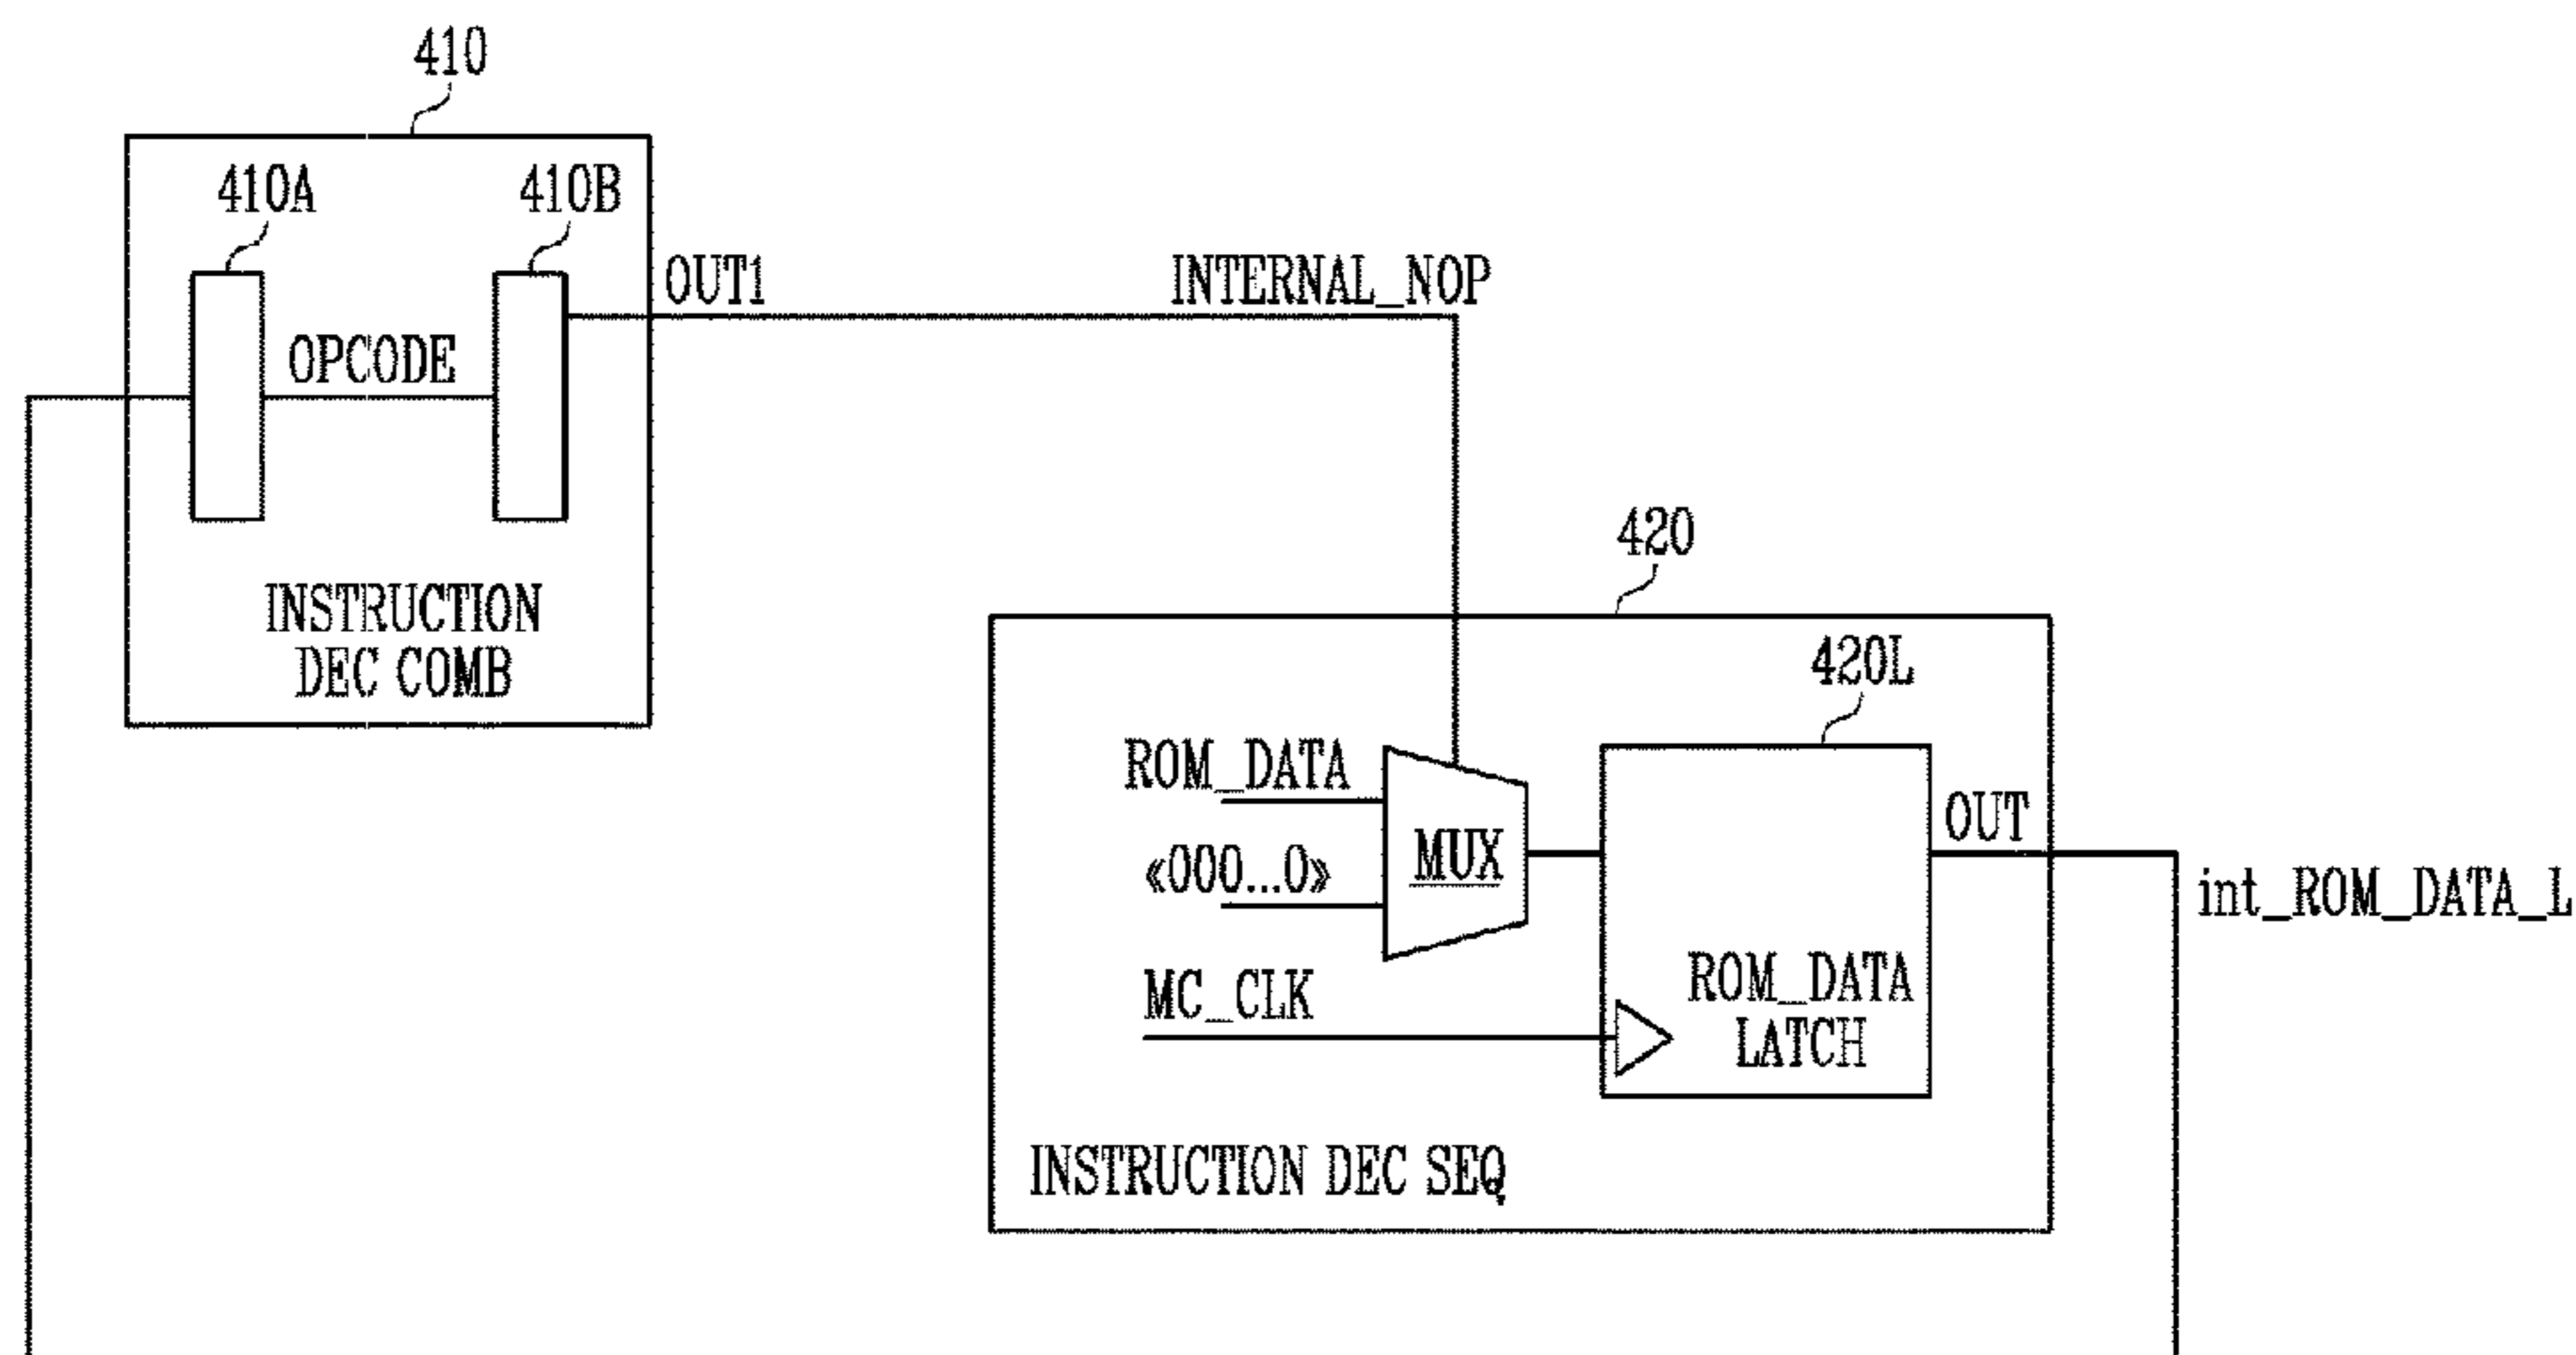 410
410A
410B
OUT1
INTERNAL_NOP
OPCODE
INSTRUCTION
DEC COMB
420
420L
ROM_DATA
«000...0»
MUX
OUT
int_ROM_DATA_L
MC_CLK
ROM_DATA
LATCH
INSTRUCTION DEC SEQ